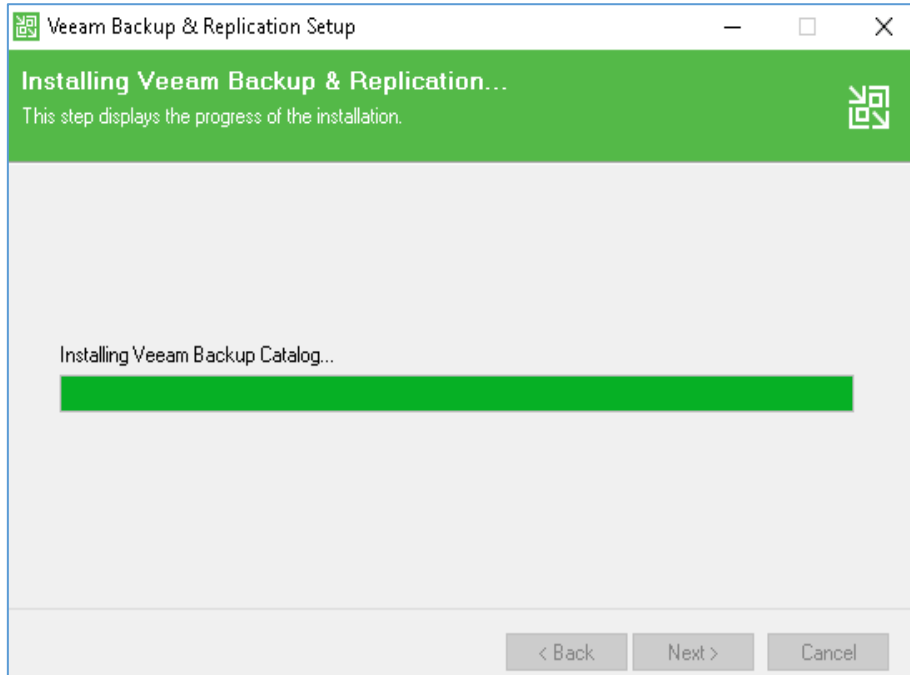 Veeam Backup & Replication Setup
Installing Veeam Backup & Replication...
This step displays the progress of the installation.
Installing Veeam Backup Catalog...
< Back Next > Cancel